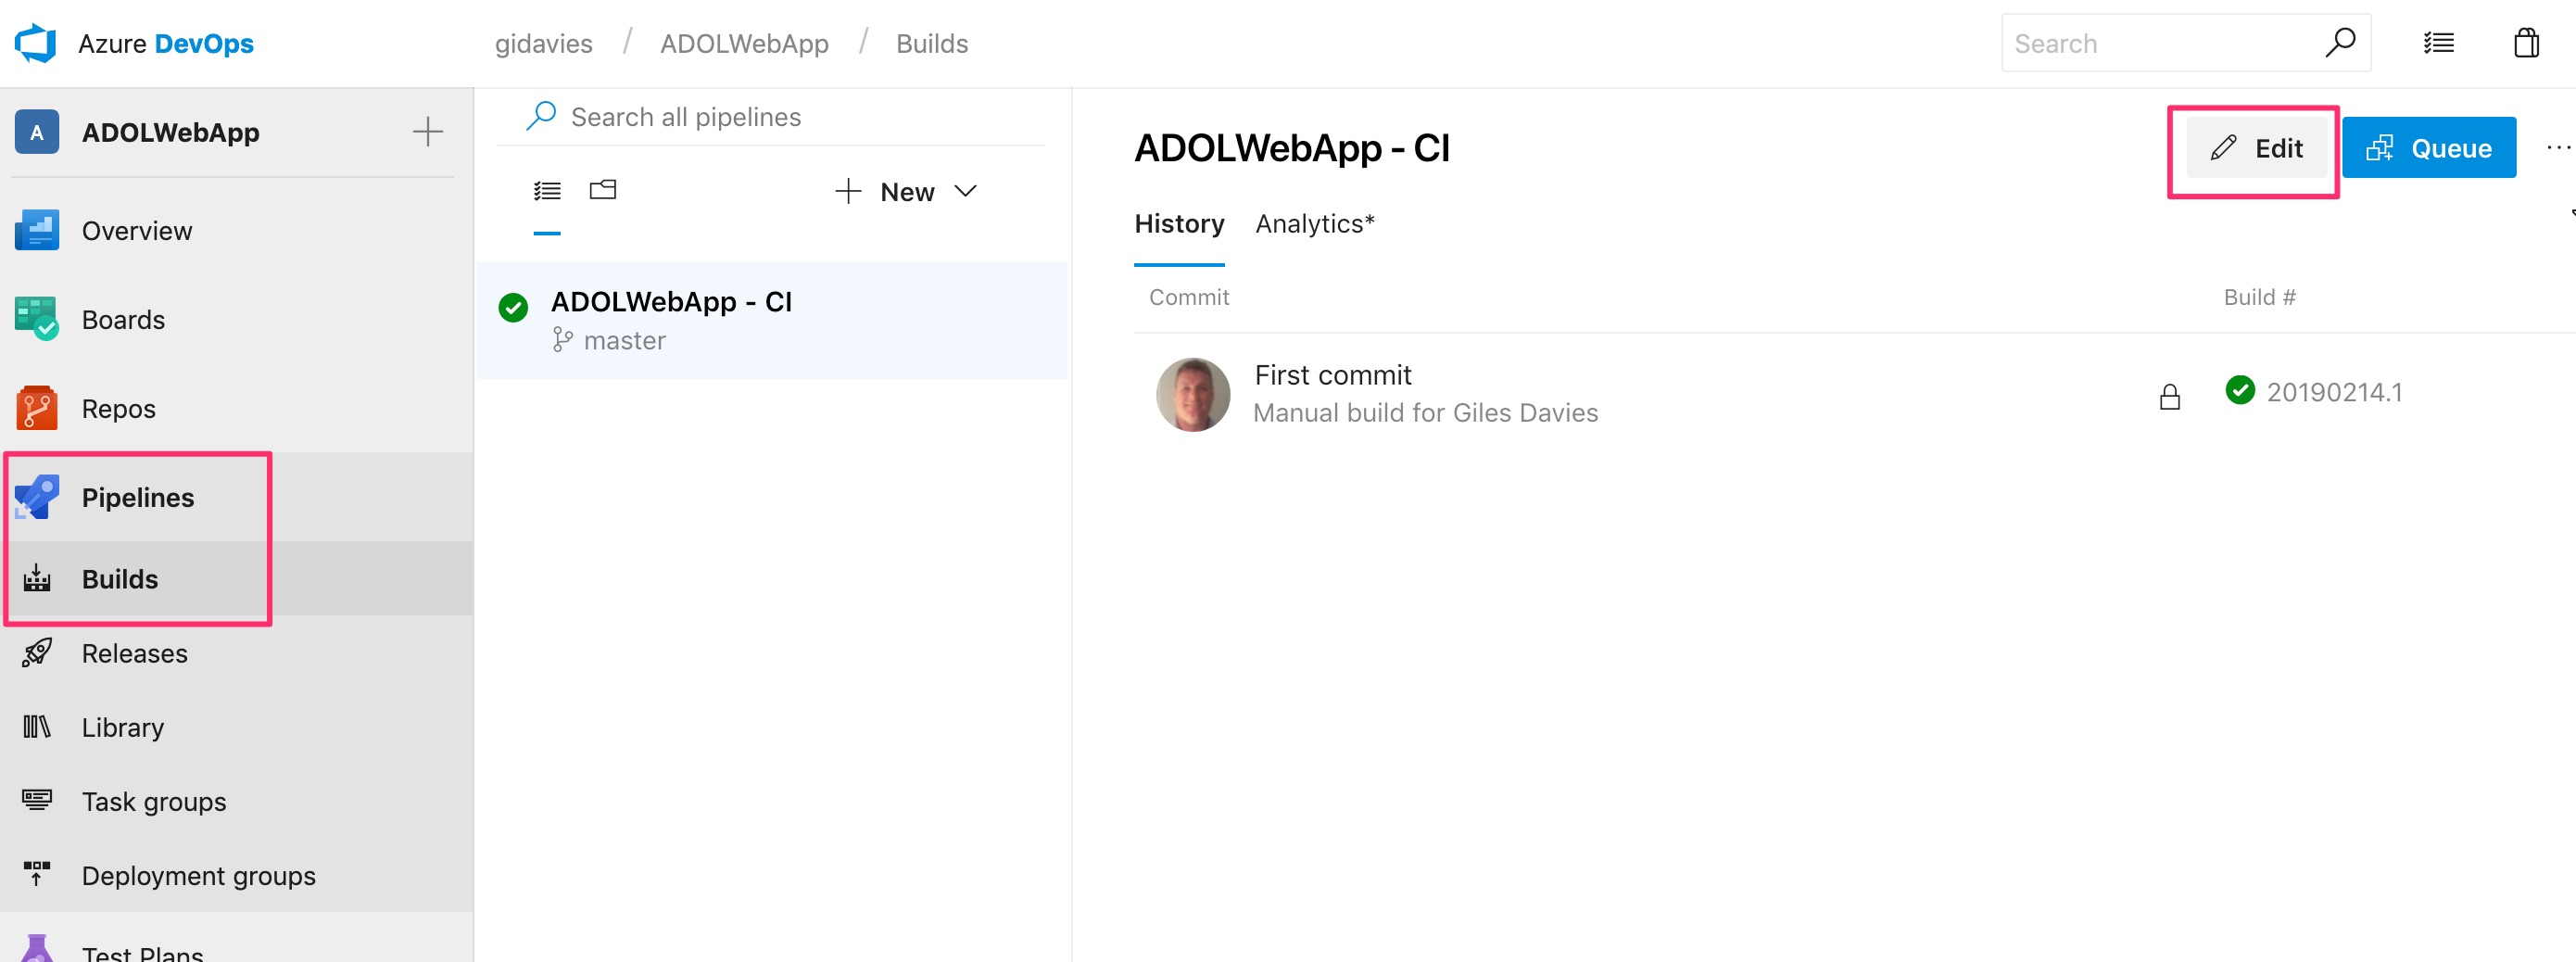 Azure DevOps
gidavies / ADOLWebApp / Builds
Search
A ADOLWebApp
Overview
Boards
Repos
Pipelines
Builds
Releases
Library
Task groups
Deployment groups
Test Plans
Search all pipelines
New
ADOLWebApp - CI
master
ADOLWebApp - CI
Edit
Queue
History Analytics*
Commit Build #
First commit
Manual build for Giles Davies
20190214.1